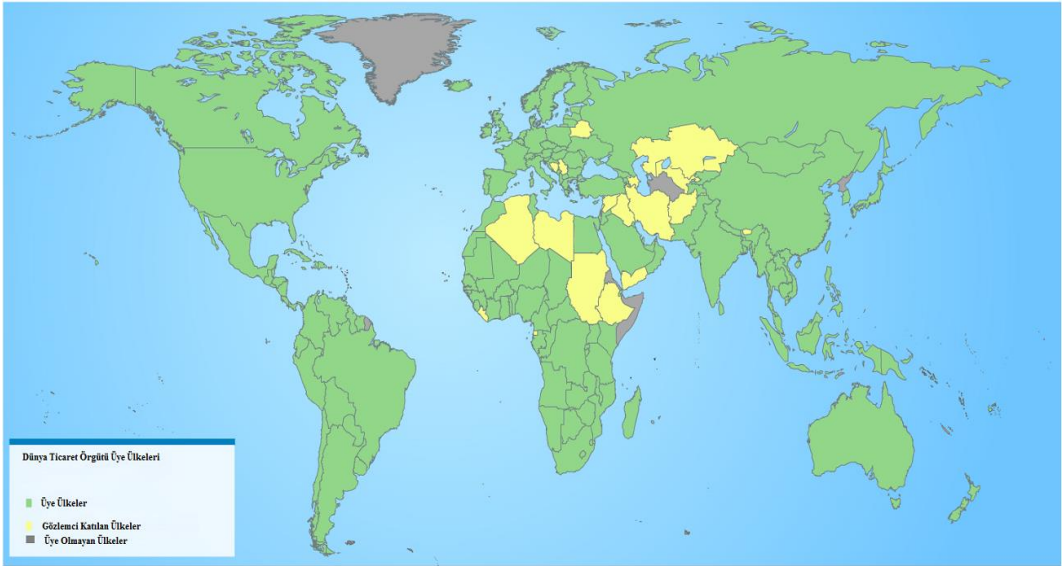 Dünya Ticaret Örgütü Üye Ülkeleri
Üye Ülkeler
Gözlemci Katılan Ülkeler
Üye Olmayan Ülkeler